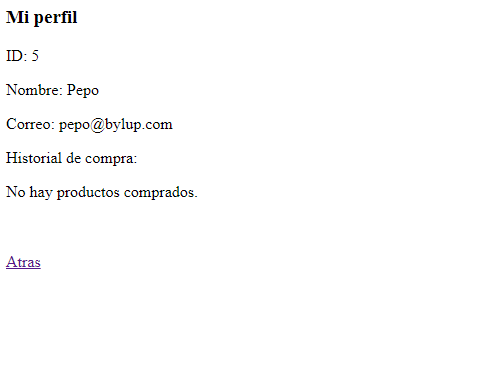 Mi perfil
ID: 5
Nombre: Pepo
Correo: pepo@bylup.com
Historial de compra:
No hay productos comprados.
Atras